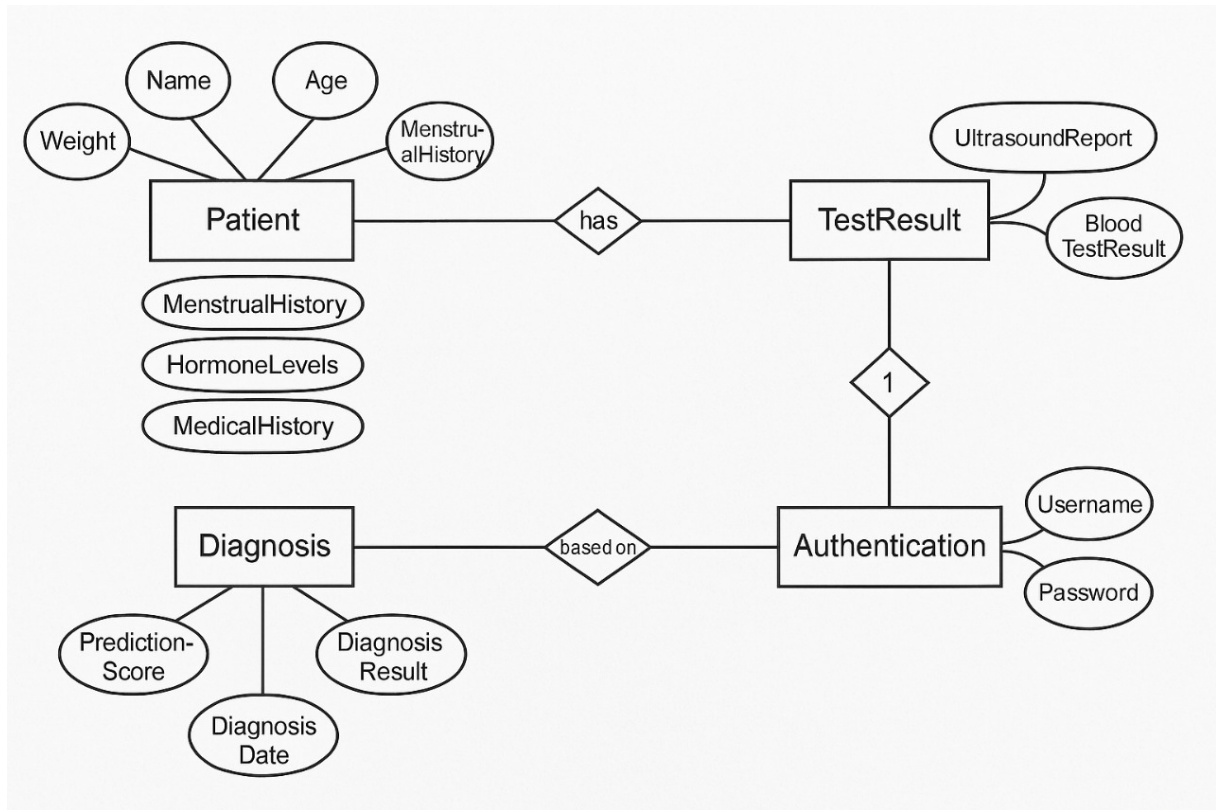 Name
Age
Weight
Menstru-
alHistory
UltrasoundReport
Patient
has
TestResult
Blood
TestResult
MenstrualHistory
HormoneLevels
MedicalHistory
1
Username
Diagnosis
based on
Authentication
Password
Prediction-
Score
Diagnosis
Result
Diagnosis
Date